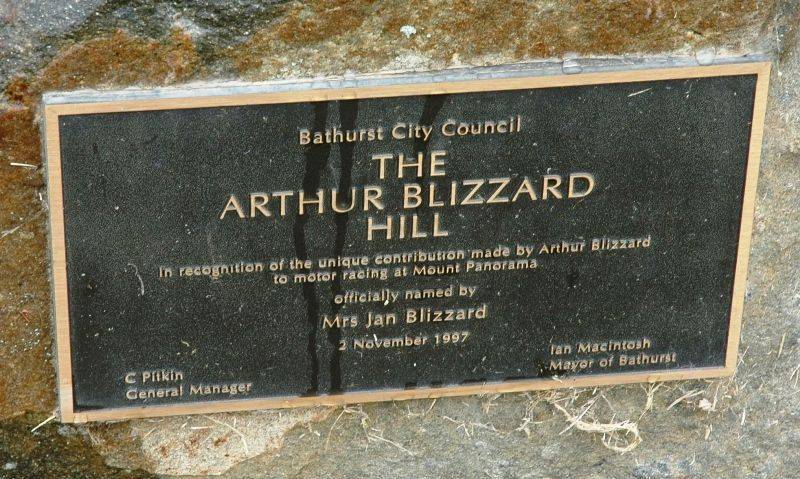 Bathurst City Council
THE
ARTHUR BLIZZARD
HILL
In recognition of the unique contribution made by Arthur Blizzard
to motor racing at Mount Panorama
officially named by
Mrs Jan Blizzard
2 November 1997
C Pitkin
General Manager
Ian Macintosh
Mayor of Bathurst